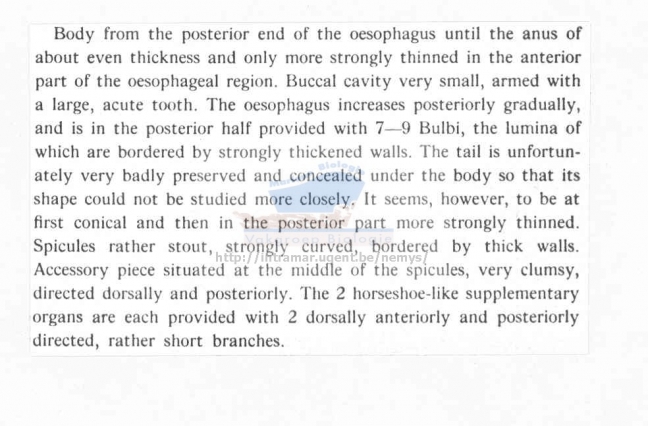 Body from the posterior end of the oesophagus until the anus of
about even thickness and only more strongly thinned in the anterior
part of the oesophageal region. Buccal cavity very small, armed with
a large, acute tooth. The oesophagus increases posteriorly gradually,
and is in the posterior half provided with 7—9 Bulbi, the lumina of
which are bordered by strongly thickened walls. The tail is unfortun-
ately very badly preserved and concealed under the body so that its
shape could not be studied more closely. It seems, however, to be at
first conical and then in the posterior part more strongly thinned.
Spicules rather stout, strongly curved, bordered by thick walls.
http://intramar.ugent.be/nemys/
Accessory piece situated at the middle of the spicules, very clumsy,
directed dorsally and posteriorly. The 2 horseshoe-like supplementary
organs are each provided with 2 dorsally anteriorly and posteriorly
directed, rather short branches.